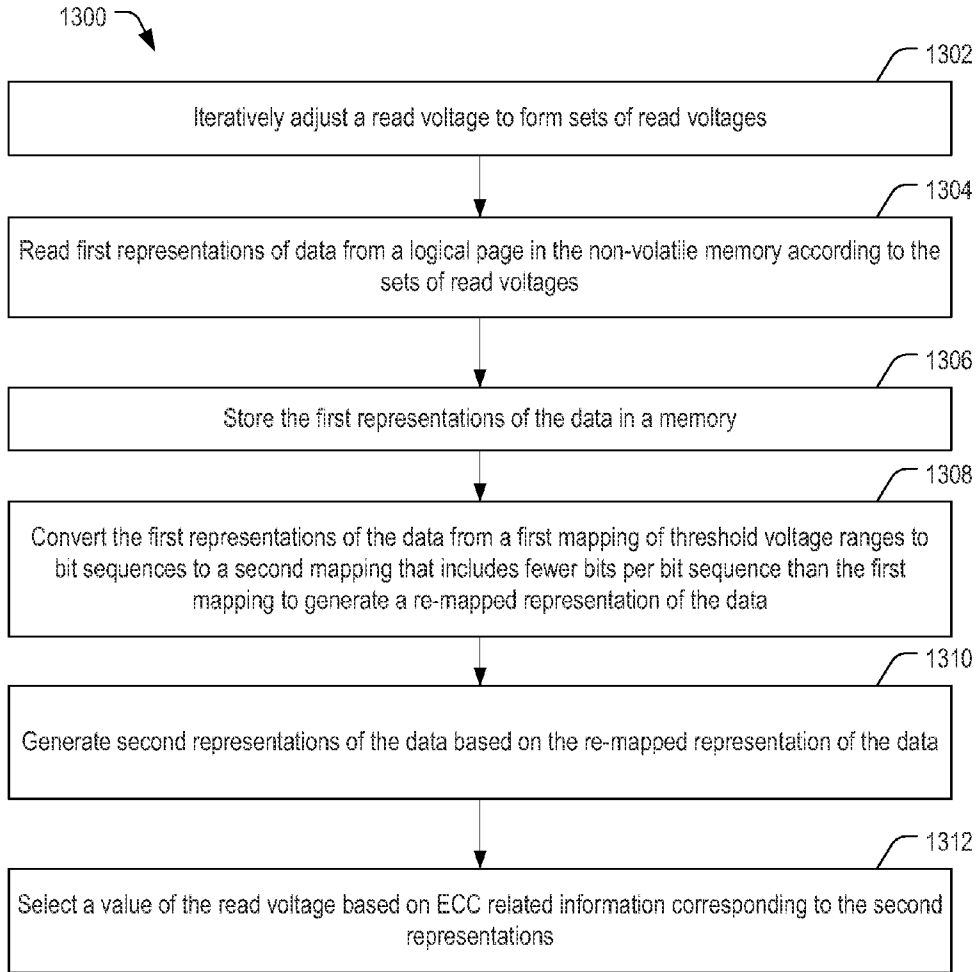 1300
1302
Iteratively adjust a read voltage to form sets of read voltages
1304
Read first representations of data from a logical page in the non-volatile memory according to the
sets of read voltages
1306
Store the first representations of the data in a memory
1308
Convert the first representations of the data from a first mapping of threshold voltage ranges to
bit sequences to a second mapping that includes fewer bits per bit sequence than the first
mapping to generate a re-mapped representation of the data
1310
Generate second representations of the data based on the re-mapped representation of the data
1312
Select a value of the read voltage based on ECC related information corresponding to the second
representations